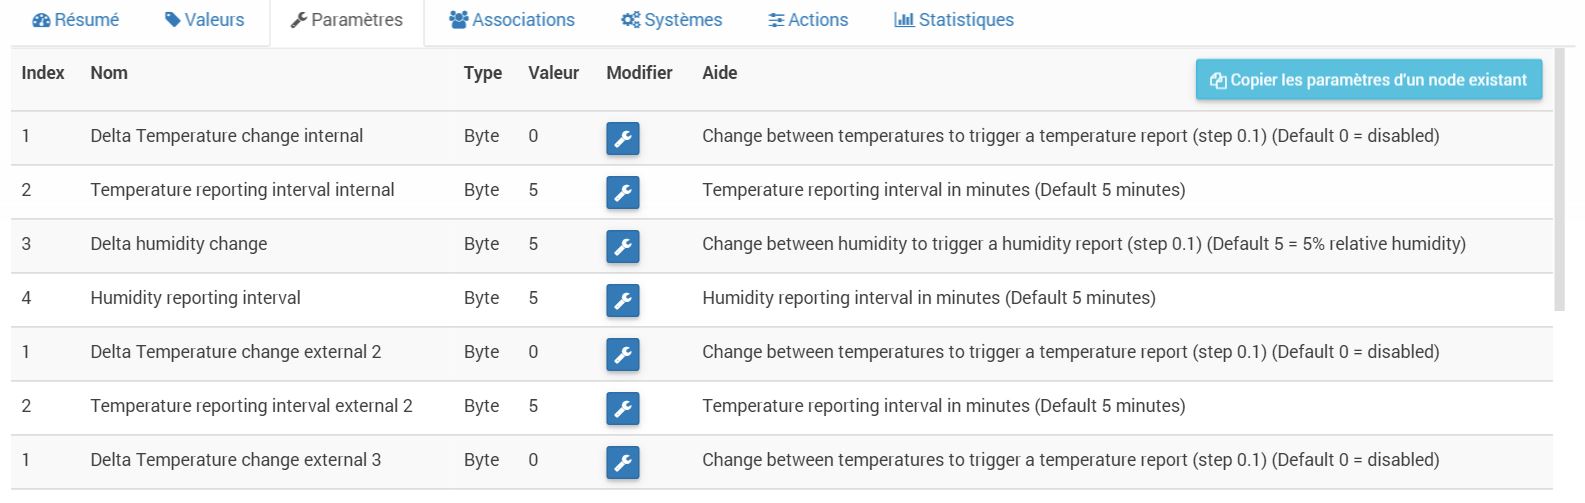 Résumé Valeurs Paramètres Associations Systèmes Actions Statistiques
Index Nom Type Valeur Modifier Aide Copier les paramètres d'un node existant
1 Delta Temperature change internal Byte 0 Change between temperatures to trigger a temperature report (step 0.1) (Default 0 = disabled)
2 Temperature reporting interval internal Byte 5 Temperature reporting interval in minutes (Default 5 minutes)
3 Delta humidity change Byte 5 Change between humidity to trigger a humidity report (step 0.1) (Default 5 = 5% relative humidity)
4 Humidity reporting interval Byte 5 Humidity reporting interval in minutes (Default 5 minutes)
1 Delta Temperature change external 2 Byte 0 Change between temperatures to trigger a temperature report (step 0.1) (Default 0 = disabled)
2 Temperature reporting interval external 2 Byte 5 Temperature reporting interval in minutes (Default 5 minutes)
1 Delta Temperature change external 3 Byte 0 Change between temperatures to trigger a temperature report (step 0.1) (Default 0 = disabled)